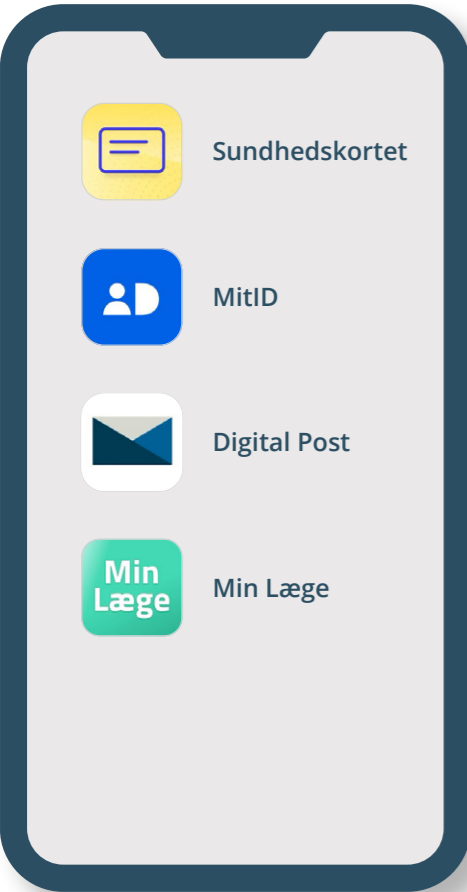 Sundhedskortet
MitID
Digital Post
Min
Læge
Min Læge